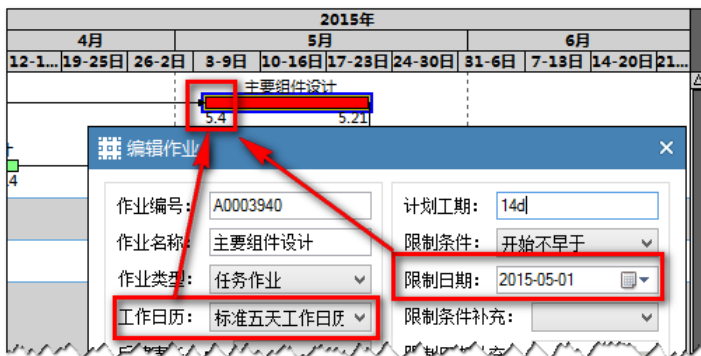 2015年
4月 5月 6月
12-1... 19-25日 26-2日 3-9日 10-16日 17-23日 24-30日 31-6日 7-13日 14-20日 21...
主要组件设计
5.4 5.21
4
编辑作业
作业编号: A0003940 计划工期: 14d
作业名称: 主要组件设计 限制条件: 开始不早于
作业类型: 任务作业 限制日期: 2015-05-01
工作日历: 标准五天工作日历 限制条件补充: